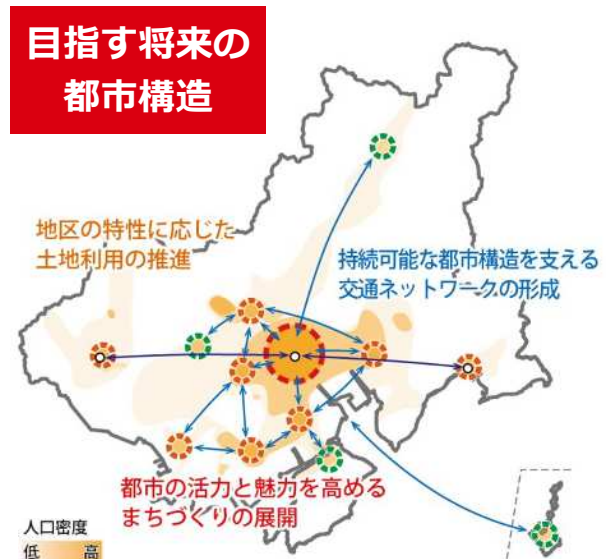 目指す将来の
都市構造
地区の特性に応じた
土地利用の推進
持続可能な都市構造を支える
交通ネットワークの形成
都市の活力と魅力を高める
まちづくりの展開
人口密度
低 高